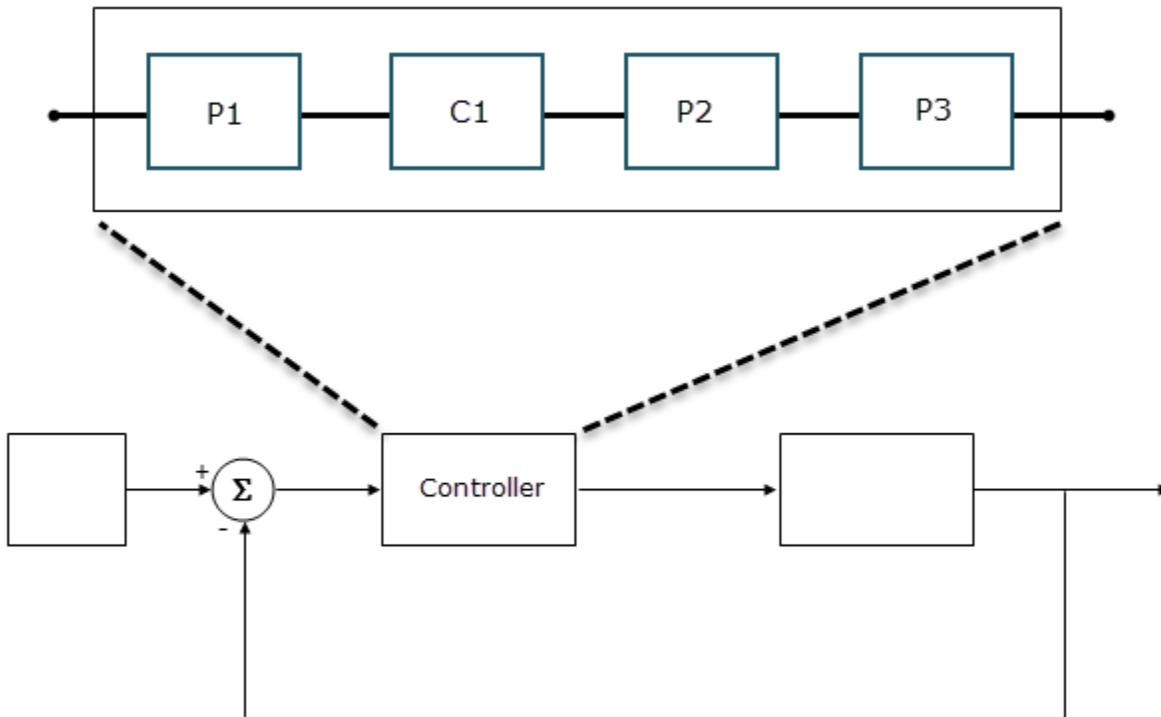 P1 C1 P2 P3
+
Σ
Controller
-